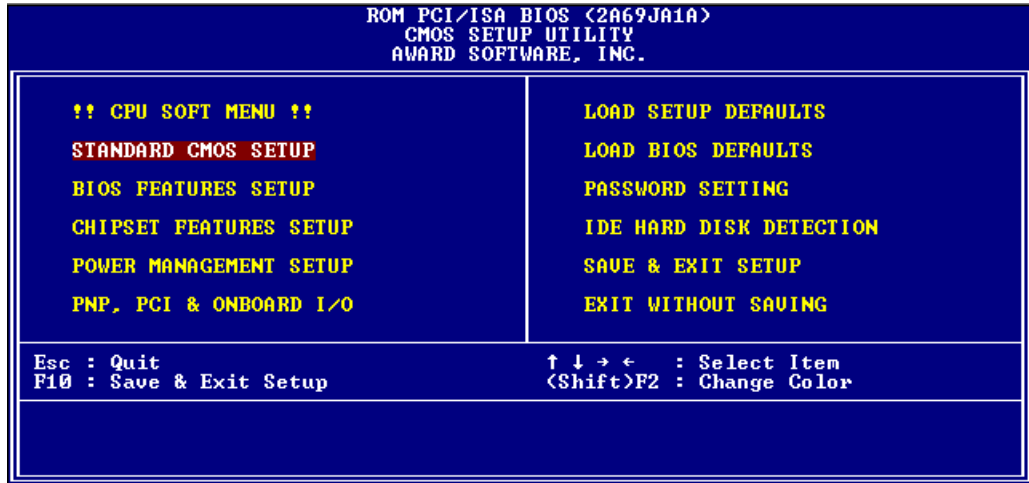 ROM PCI/ISA BIOS (2A69JA1A)
CMOS SETUP UTILITY
AWARD SOFTWARE, INC.
!! CPU SOFT MENU !!
STANDARD CMOS SETUP
BIOS FEATURES SETUP
CHIPSET FEATURES SETUP
POWER MANAGEMENT SETUP
PNP, PCI & ONBOARD I/O
LOAD SETUP DEFAULTS
LOAD BIOS DEFAULTS
PASSWORD SETTING
IDE HARD DISK DETECTION
SAVE & EXIT SETUP
EXIT WITHOUT SAVING
Esc : Quit
F10 : Save & Exit Setup
↑ ↓ → ← : Select Item
(Shift)F2 : Change Color